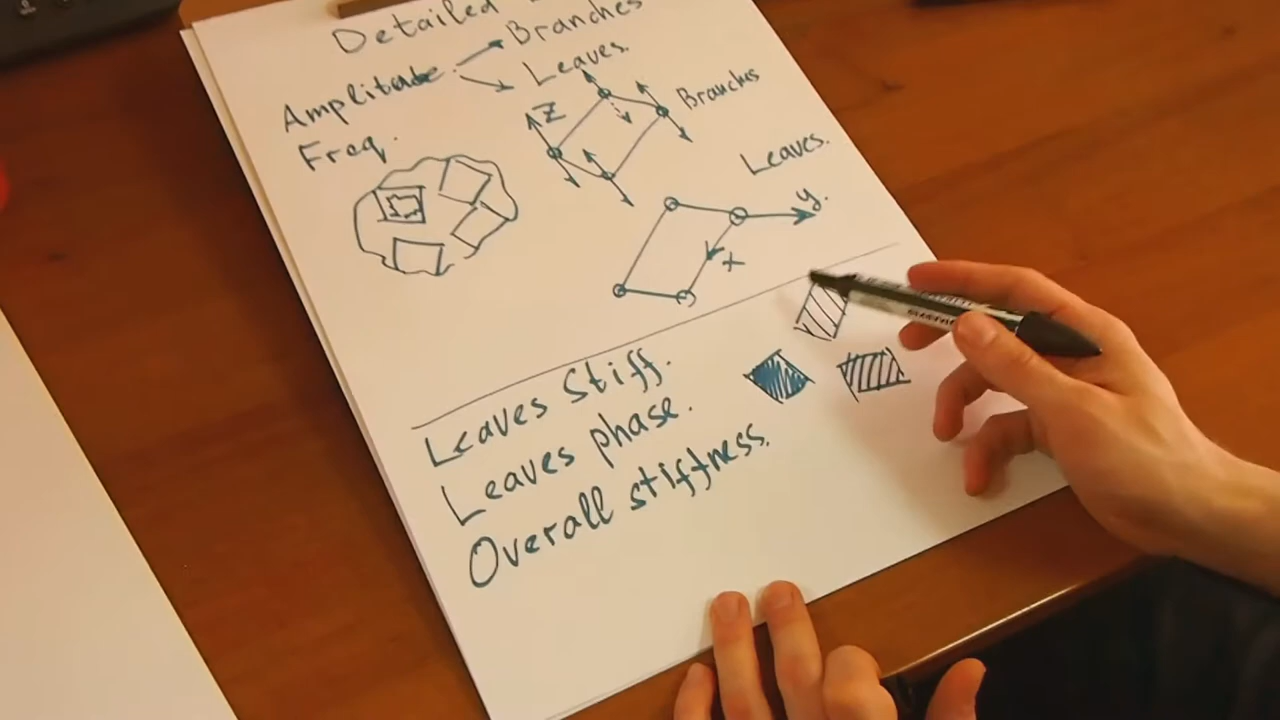 Detailed
Amplitude. Branches
Leaves.
Freq.
Z
Branches
Leaves.
y.
x
Leaves Stiff.
Leaves phase.
Overall stiffness.